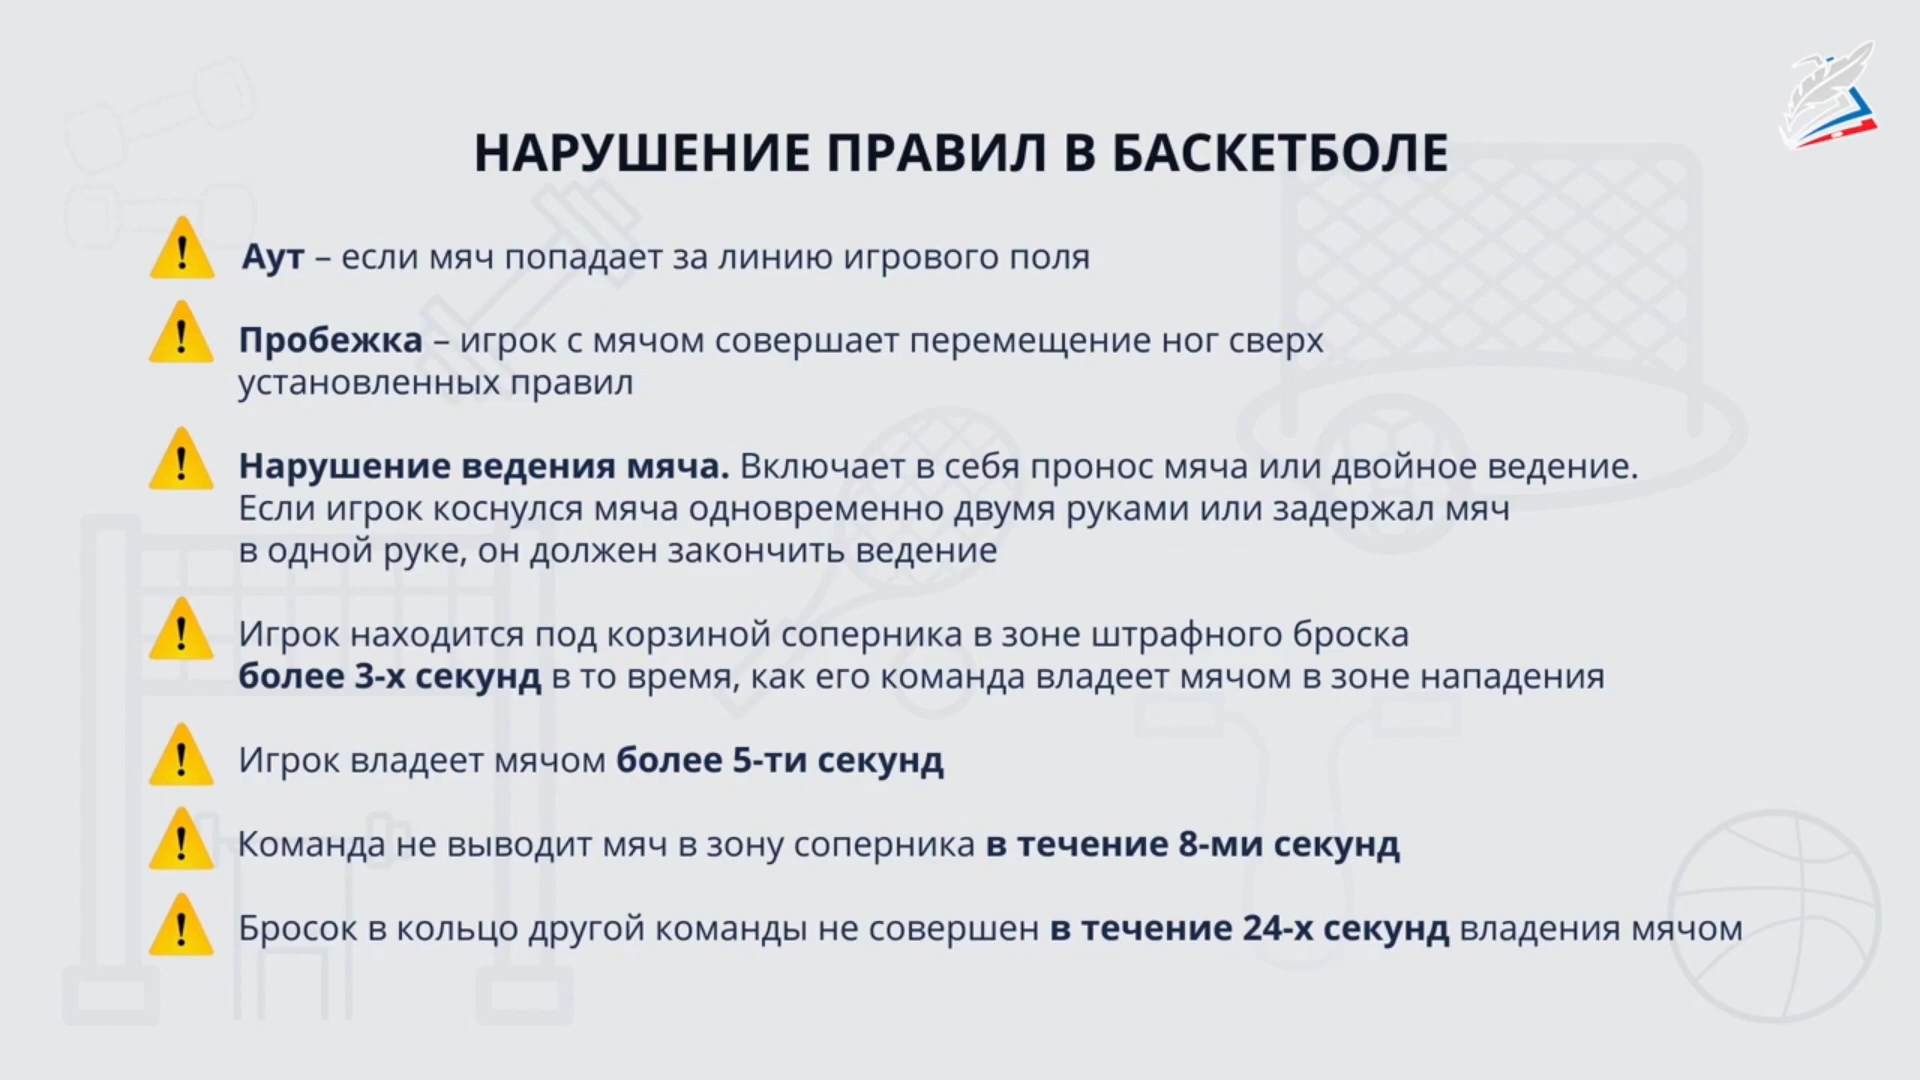 НАРУШЕНИЕ ПРАВИЛ В БАСКЕТБОЛЕ
Аут – если мяч попадает за линию игрового поля
Пробежка – игрок с мячом совершает перемещение ног сверх
установленных правил
Нарушение ведения мяча. Включает в себя пронос мяча или двойное ведение.
Если игрок коснулся мяча одновременно двумя руками или задержал мяч
в одной руке, он должен закончить ведение
Игрок находится под корзиной соперника в зоне штрафного броска
более 3-х секунд в то время, как его команда владеет мячом в зоне нападения
Игрок владеет мячом более 5-ти секунд
Команда не выводит мяч в зону соперника в течение 8-ми секунд
Бросок в кольцо другой команды не совершен в течение 24-х секунд владения мячом